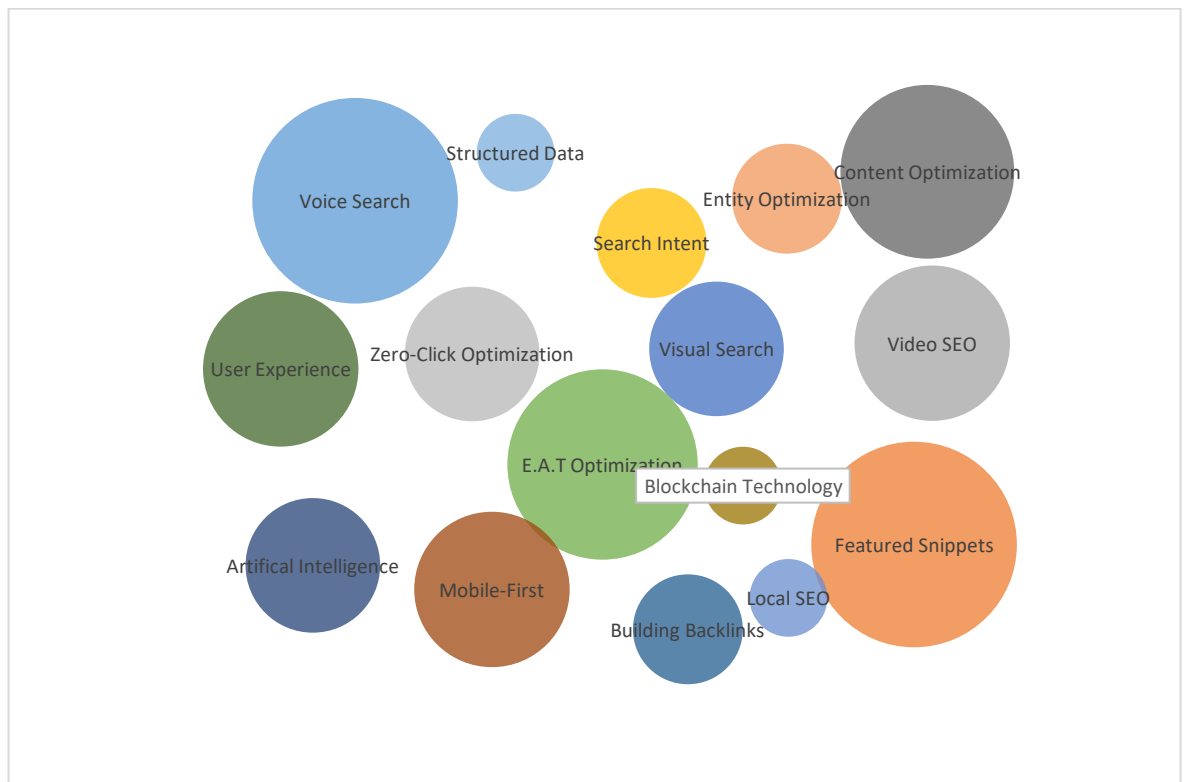 Structured Data
Content Optimization
Voice Search
Entity Optimization
Search Intent
Video SEO
Visual Search
Zero-Click Optimization
User Experience
E.A.T Optimization
Blockchain Technology
Featured Snippets
Artifical Intelligence
Mobile-First
Local SEO
Building Backlinks